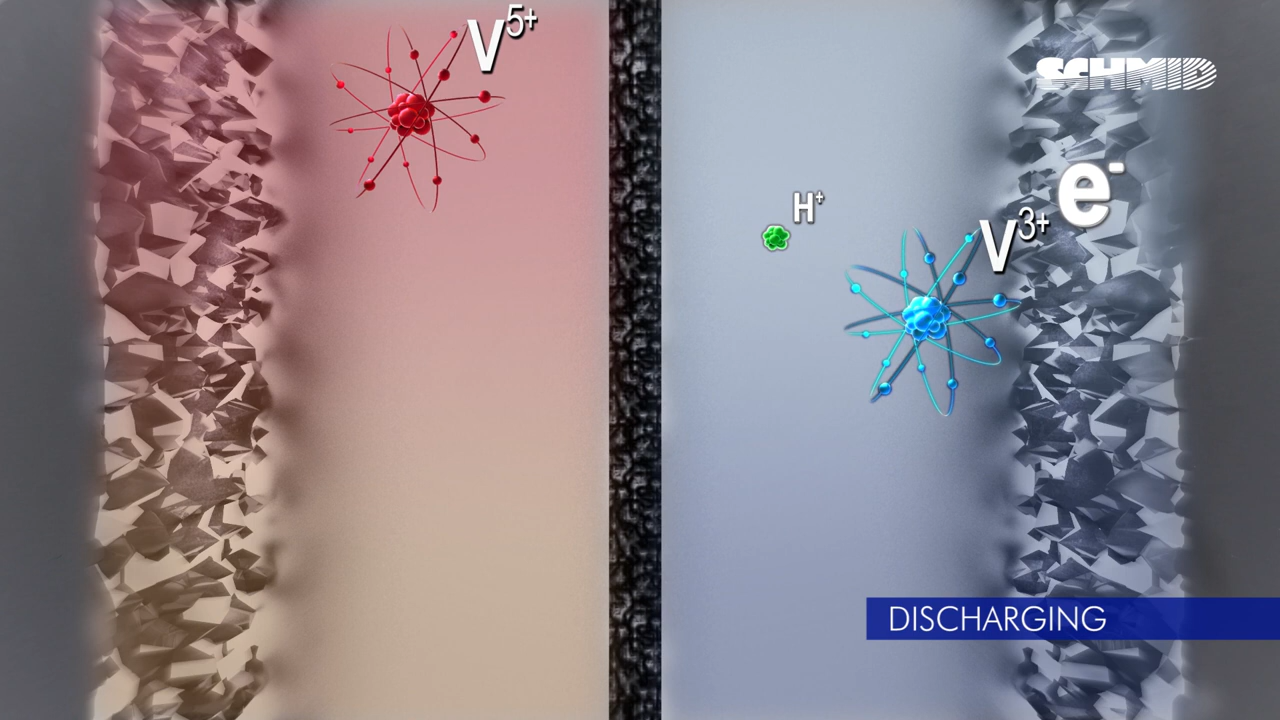 V5+
SCHMID
e-
H+
V3+
DISCHARGING